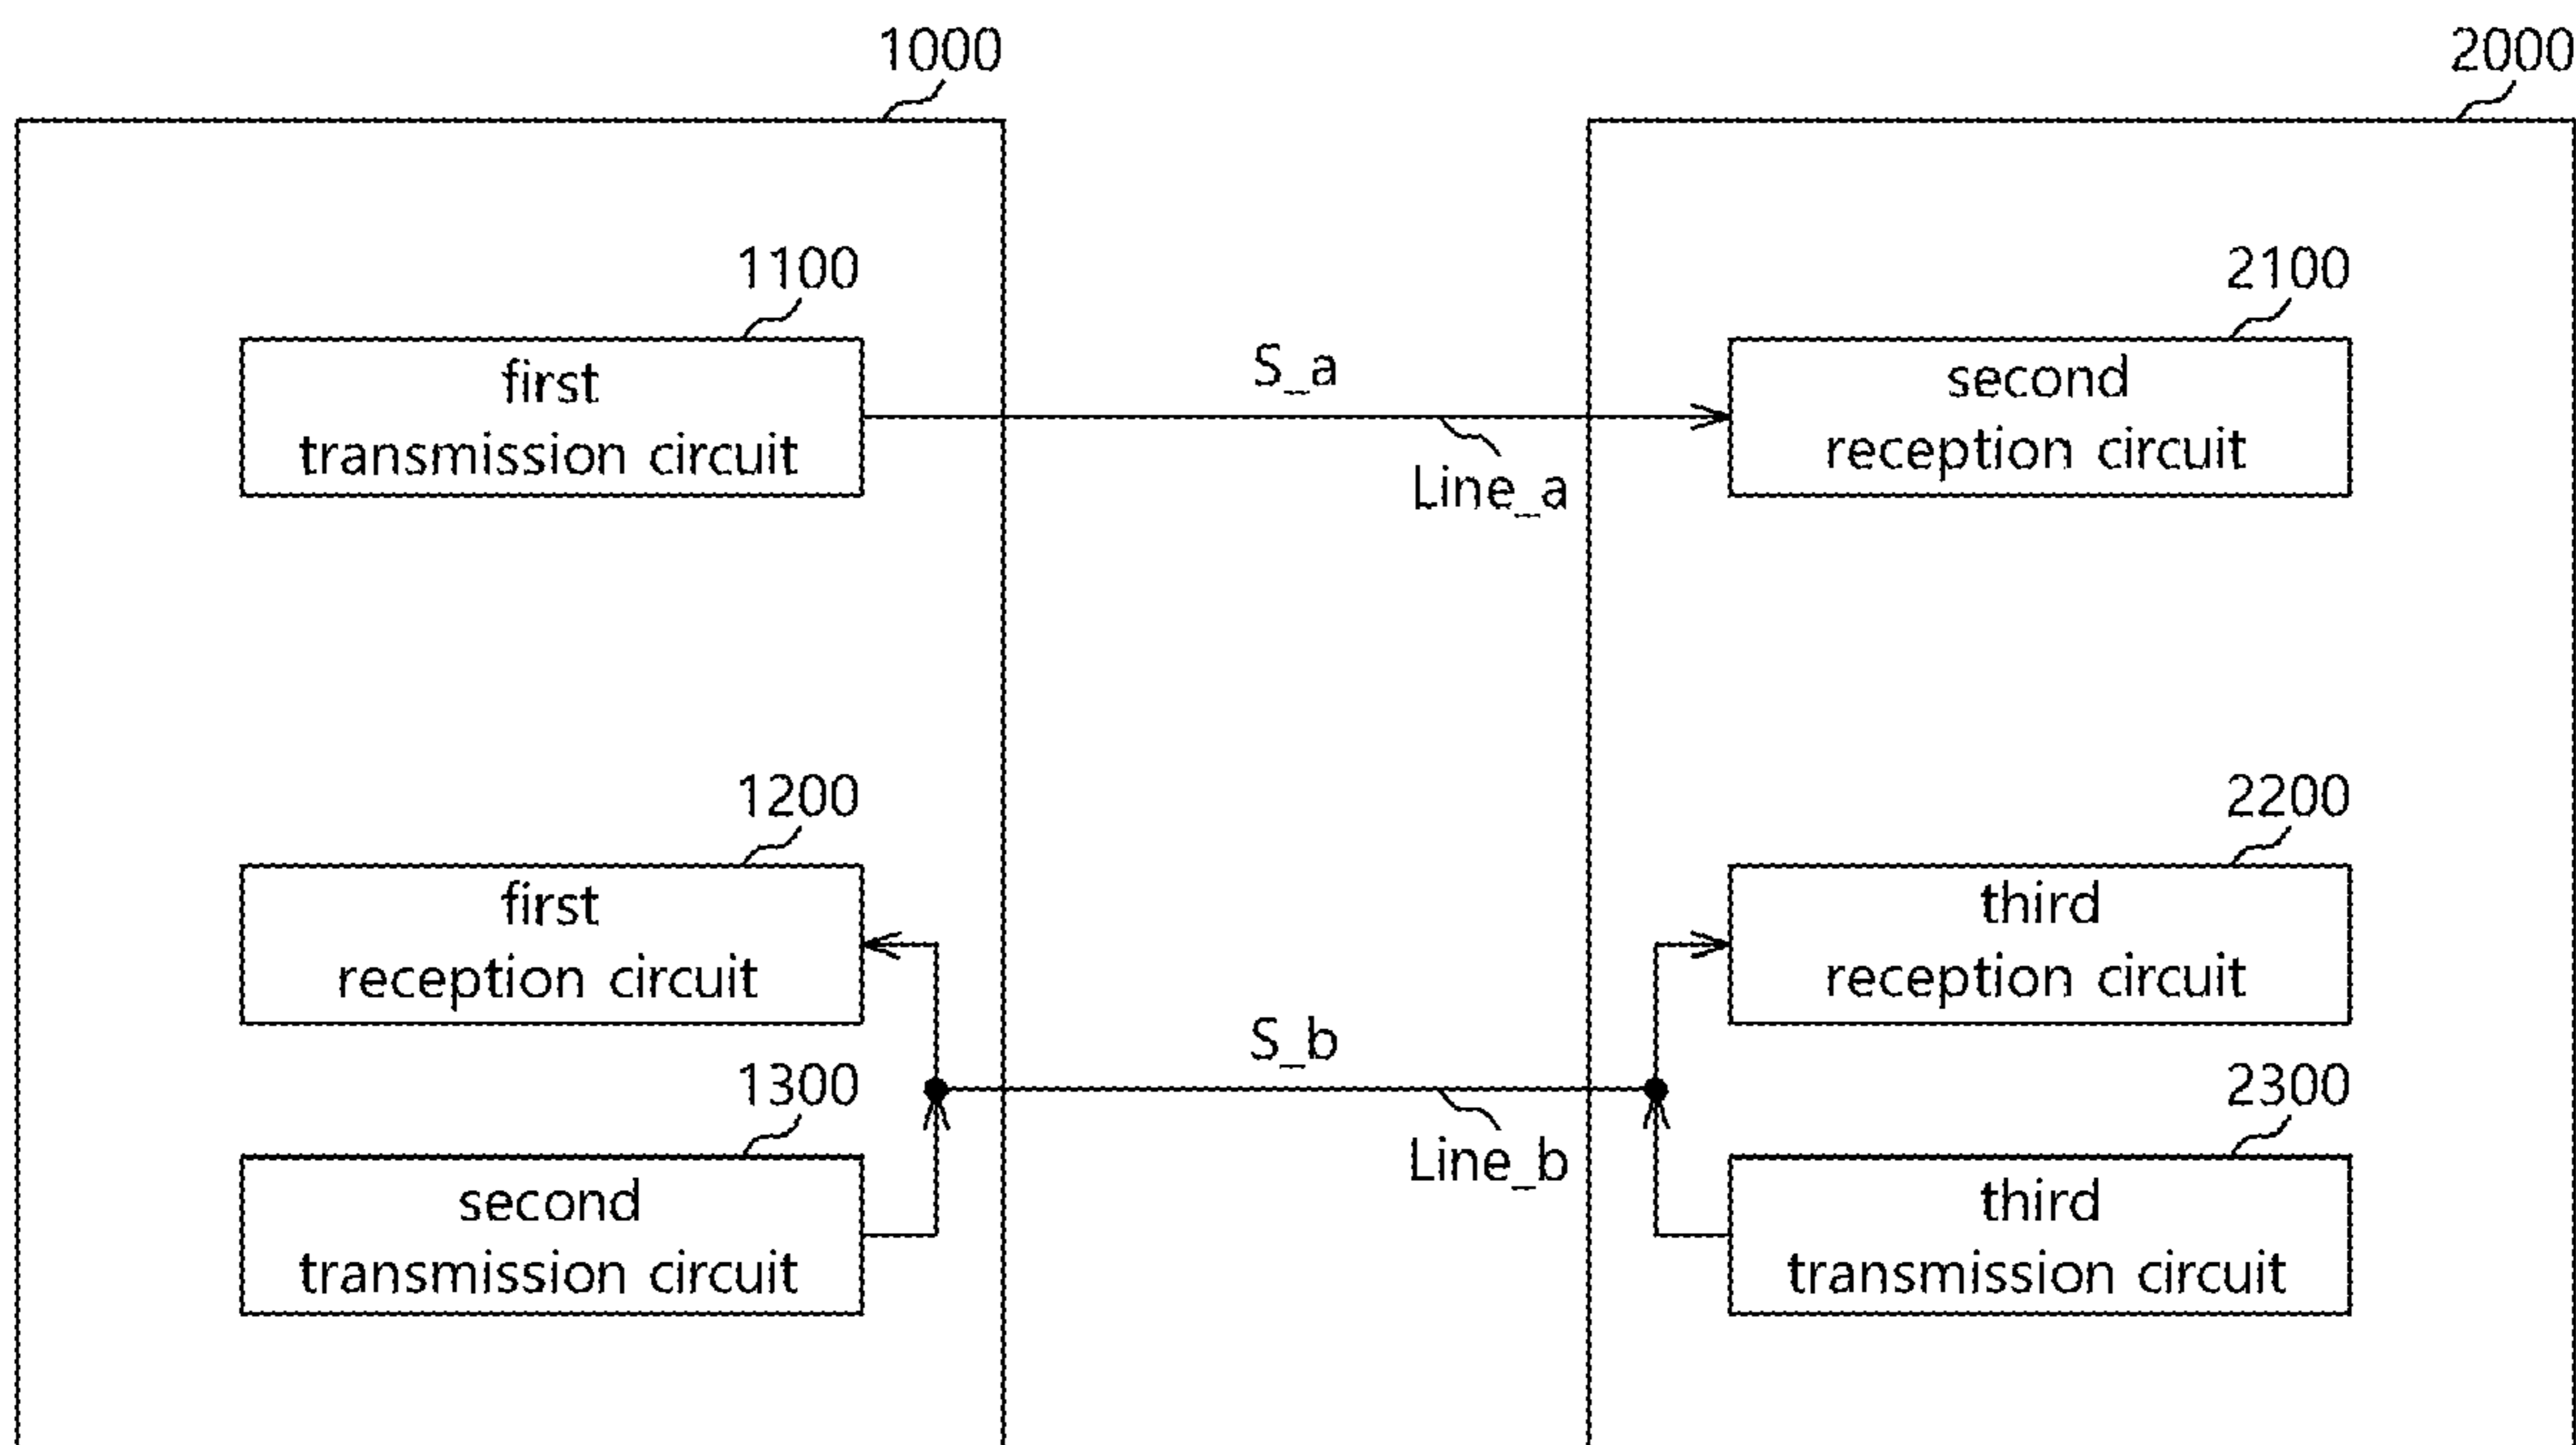 1000
2000
1100
2100
first
transmission circuit
S_a
Line_a
second
reception circuit
1200
2200
first
reception circuit
third
reception circuit
S_b
Line_b
1300
2300
second
transmission circuit
third
transmission circuit